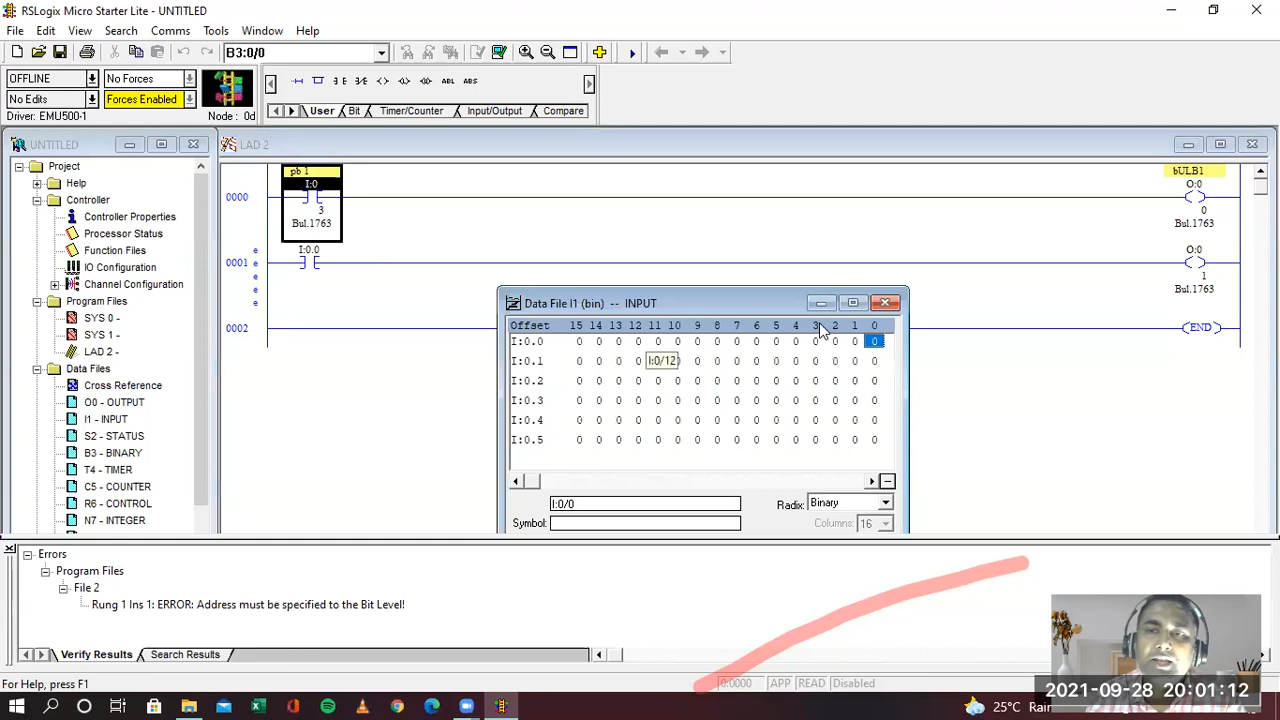 RSLogix Micro Starter Lite - UNTITLED
File Edit View Search Comms Tools Window Help
B3:0/0
OFFLINE No Forces
No Edits Forces Enabled
Driver: EMU500-1 Node : 0d
ABL ABS
User Bit Timer/Counter Input/Output Compare
UNTITLED
Project
Help
Controller
Controller Properties
Processor Status
Function Files
IO Configuration
Channel Configuration
Program Files
SYS 0 -
SYS 1 -
LAD 2 -
Data Files
Cross Reference
O0 - OUTPUT
I1 - INPUT
S2 - STATUS
B3 - BINARY
T4 - TIMER
C5 - COUNTER
R6 - CONTROL
N7 - INTEGER
LAD 2
pb 1 bULB1
I:0 O:0
0000
3 0
Bul.1763 Bul.1763
I:0.0 O:0
e
0001 e
e 1
e Bul.1763
0002 END
Data File I1 (bin) -- INPUT
Offset 15 14 13 12 11 10 9 8 7 6 5 4 3 2 1 0
I:0.0 0 0 0 0 0 0 0 0 0 0 0 0 0 0 0 0
I:0.1 0 0 0 0 I:0/12 0 0 0 0 0 0 0 0 0 0
I:0.2 0 0 0 0 0 0 0 0 0 0 0 0 0 0 0 0
I:0.3 0 0 0 0 0 0 0 0 0 0 0 0 0 0 0 0
I:0.4 0 0 0 0 0 0 0 0 0 0 0 0 0 0 0 0
I:0.5 0 0 0 0 0 0 0 0 0 0 0 0 0 0 0 0
I:0/0 Radix: Binary
Symbol: Columns: 16
Errors
Program Files
File 2
Rung 1 Ins 1: ERROR: Address must be specified to the Bit Level!
Verify Results Search Results
For Help, press F1
0:0000 APP READ Disabled
2021-09-28 20:01:12
25°C Rain